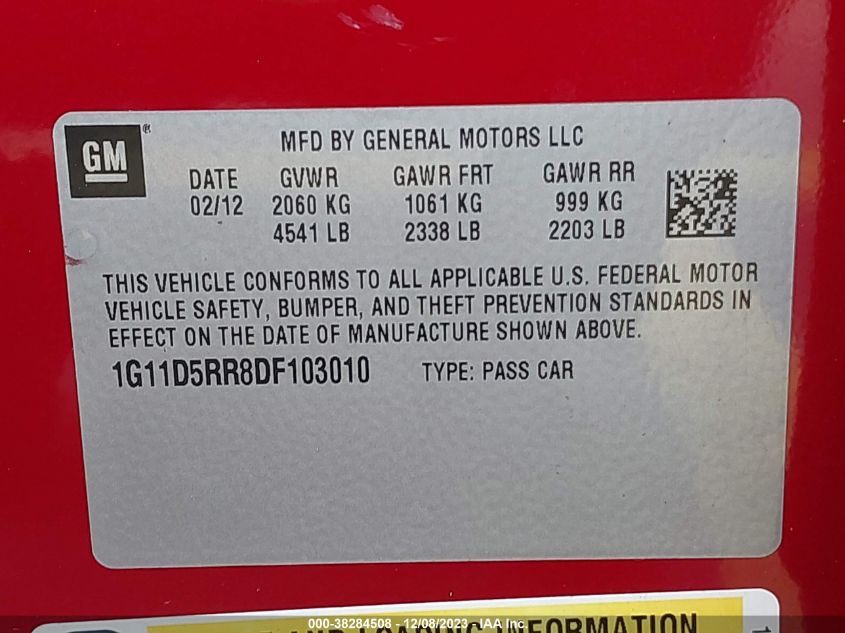 GM®
MFD BY GENERAL MOTORS LLC
DATE GVWR GAWR FRT GAWR RR
02/12 2060 KG 1061 KG 999 KG
4541 LB 2338 LB 2203 LB
THIS VEHICLE CONFORMS TO ALL APPLICABLE U.S. FEDERAL MOTOR
VEHICLE SAFETY, BUMPER, AND THEFT PREVENTION STANDARDS IN
EFFECT ON THE DATE OF MANUFACTURE SHOWN ABOVE.
1G11D5RR8DF103010 TYPE: PASS CAR
AND LOADING INFORMATION
000-38284508 - 12/08/2023 - IAA Inc.